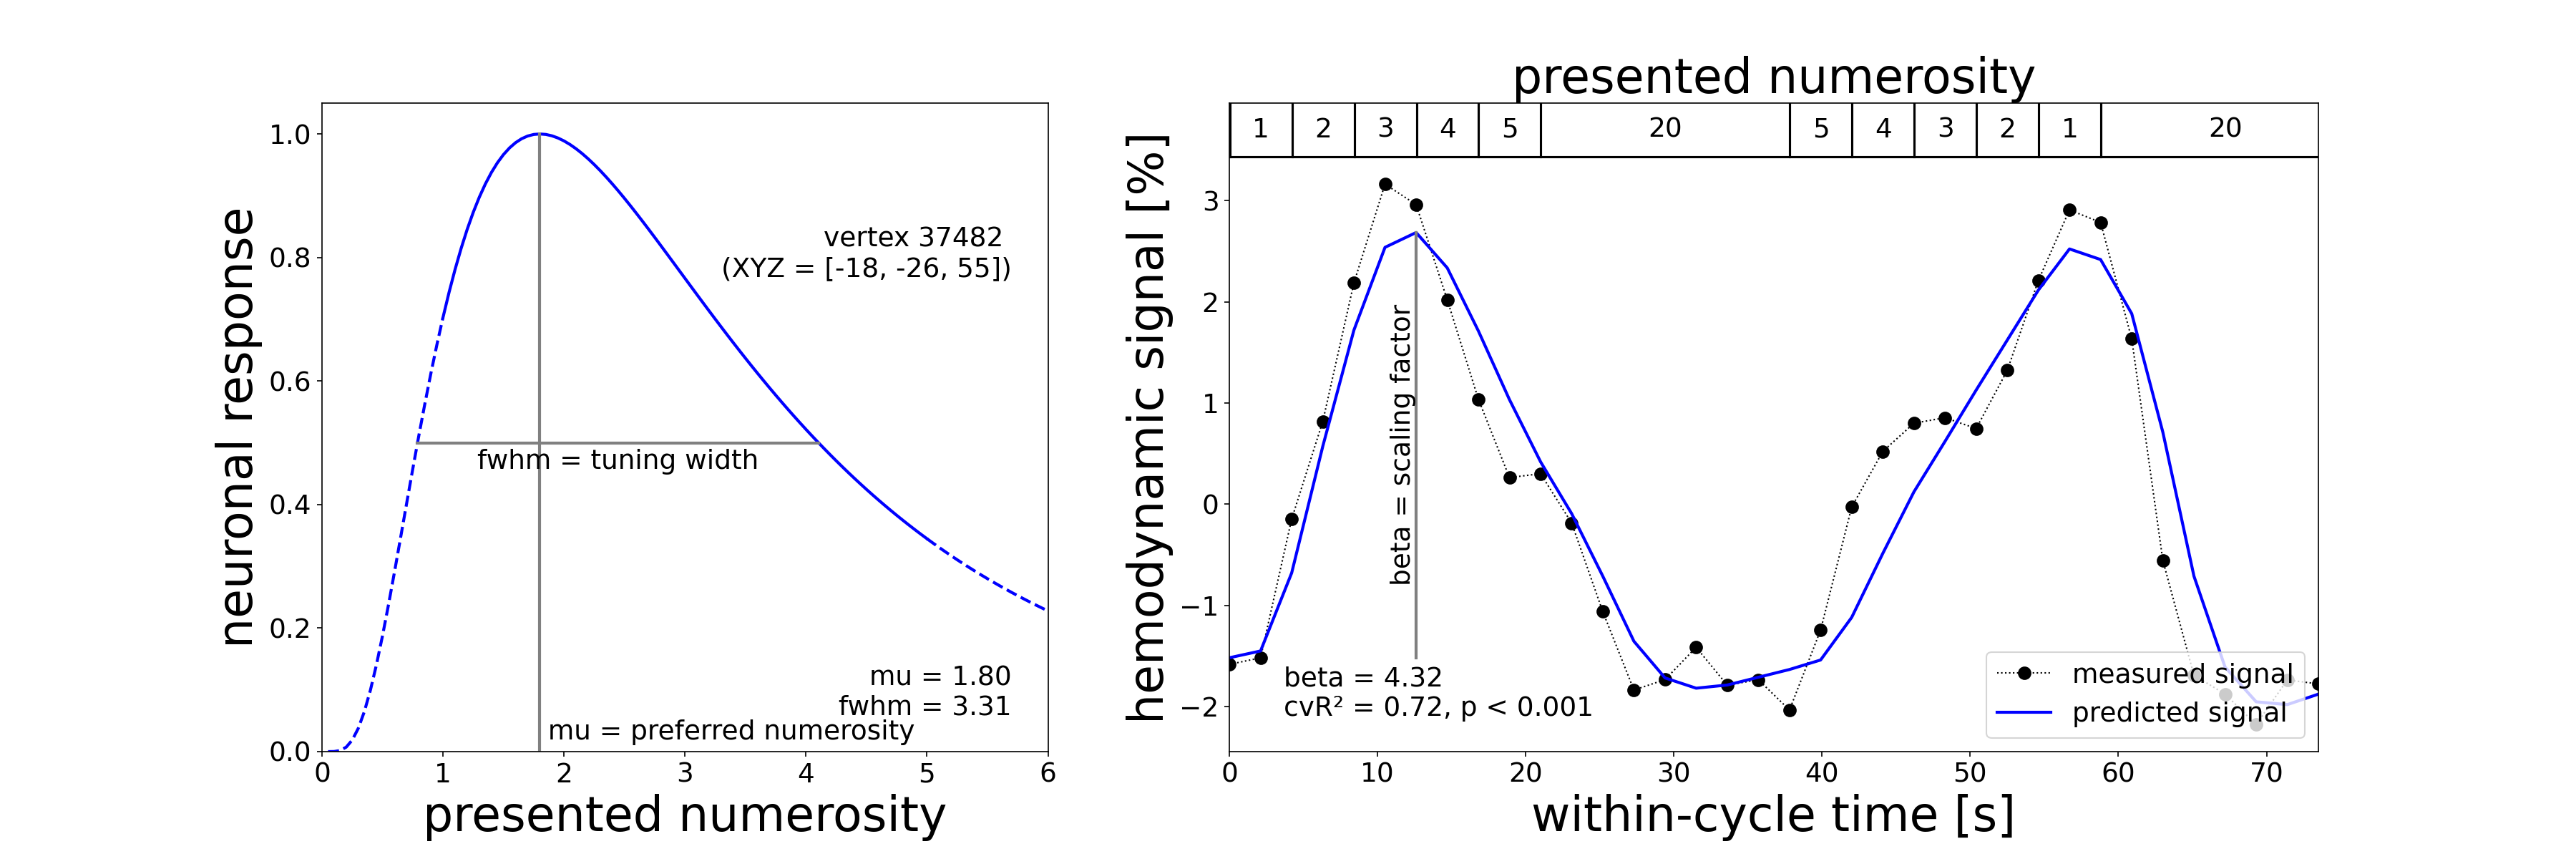 neuronal response
1.0
0.8
0.6
0.4
0.2
0.0
vertex 37482
(XYZ = [-18, -26, 55])
fwhm = tuning width
mu = 1.80
fwhm = 3.31
mu = preferred numerosity
0 1 2 3 4 5 6
presented numerosity
presented numerosity
1 2 3 4 5 20 5 4 3 2 1 20
hemodynamic signal [%]
3
2
1
0
−1
−2
beta = scaling factor
beta = 4.32
cvR² = 0.72, p < 0.001
measured signal
predicted signal
0 10 20 30 40 50 60 70
within-cycle time [s]